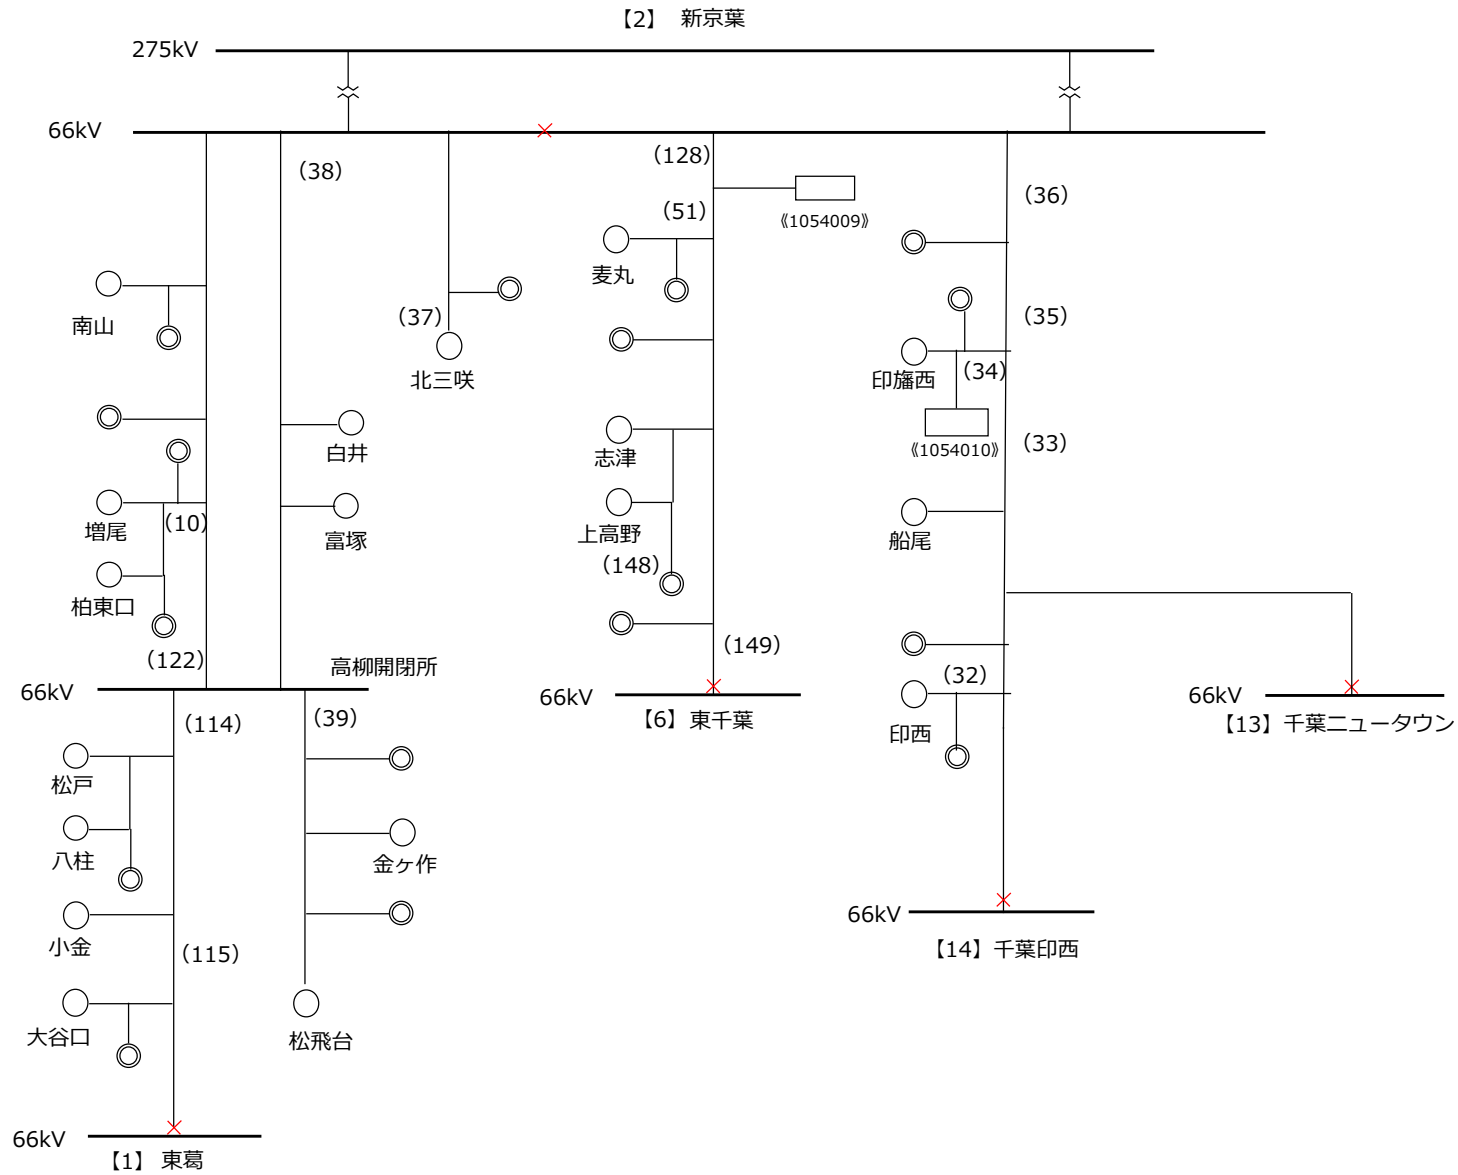 【2】 新京葉
275kV
66kV
（38）
（128）
（51）
《1054009》
（36）
麦丸
南山
（37）
北三咲
（35）
印旛西
（34）
《1054010》
（33）
白井
志津
増尾
（10）
富塚
上高野
（148）
船尾
柏東口
（122）
高柳開閉所
66kV
（149）
66kV
【6】東千葉
（32）
印西
66kV
【13】千葉ニュータウン
（114）
（39）
松戸
八柱
金ヶ作
小金
（115）
66kV
【14】千葉印西
大谷口
松飛台
66kV
【1】 東葛